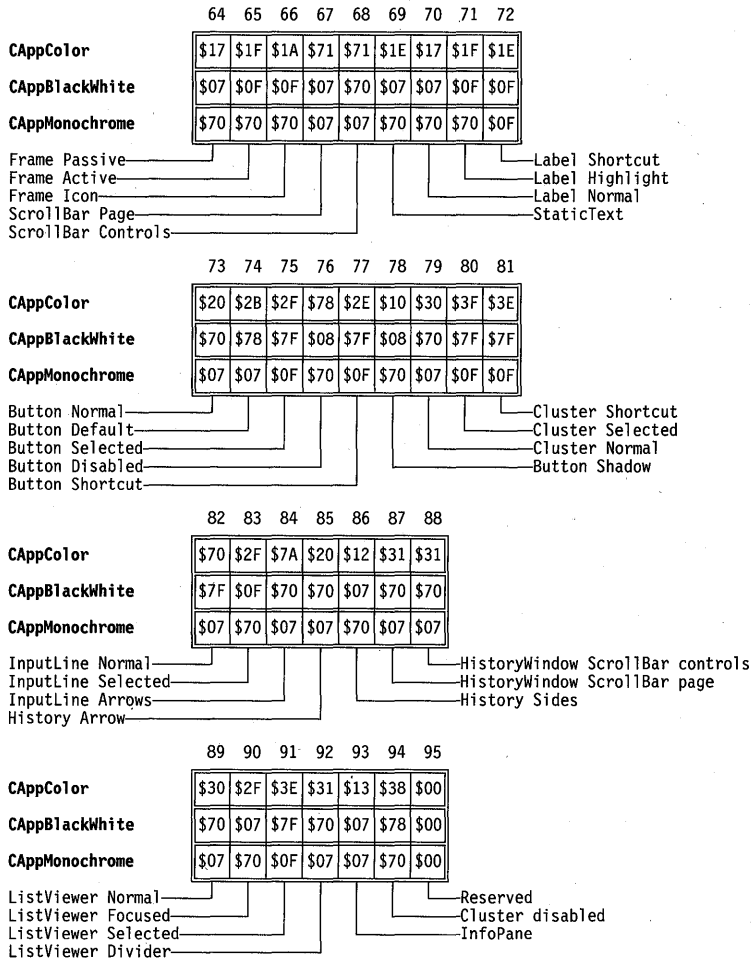 64 65 66 67 68 69 70 71 72
CAppColor $17 $1F $1A $71 $71 $1E $17 $1F $1E
CAppBlackWhite $07 $0F $0F $07 $70 $07 $07 $0F $0F
CAppMonochrome $70 $70 $70 $07 $07 $70 $70 $70 $0F
Frame Passive Label Shortcut
Frame Active Label Highlight
Frame Icon Label Normal
ScrollBar Page StaticText
ScrollBar Controls
73 74 75 76 77 78 79 80 81
CAppColor $20 $2B $2F $78 $2E $10 $30 $3F $3E
CAppBlackWhite $70 $78 $7F $08 $7F $08 $70 $7F $7F
CAppMonochrome $07 $07 $0F $70 $0F $70 $07 $0F $0F
Button Normal Cluster Shortcut
Button Default Cluster Selected
Button Selected Cluster Normal
Button Disabled Button Shadow
Button Shortcut
82 83 84 85 86 87 88
CAppColor $70 $2F $7A $20 $12 $31 $31
CAppBlackWhite $7F $0F $70 $70 $07 $70 $70
CAppMonochrome $07 $70 $07 $07 $70 $07 $07
InputLine Normal HistoryWindow ScrollBar controls
InputLine Selected HistoryWindow ScrollBar page
InputLine Arrows History Sides
History Arrow
89 90 91 92 93 94 95
CAppColor $30 $2F $3E $31 $13 $38 $00
CAppBlackWhite $70 $07 $7F $70 $07 $78 $00
CAppMonochrome $07 $70 $0F $07 $07 $70 $00
ListViewer Normal Reserved
ListViewer Focused Cluster disabled
ListViewer Selected InfoPane
ListViewer Divider